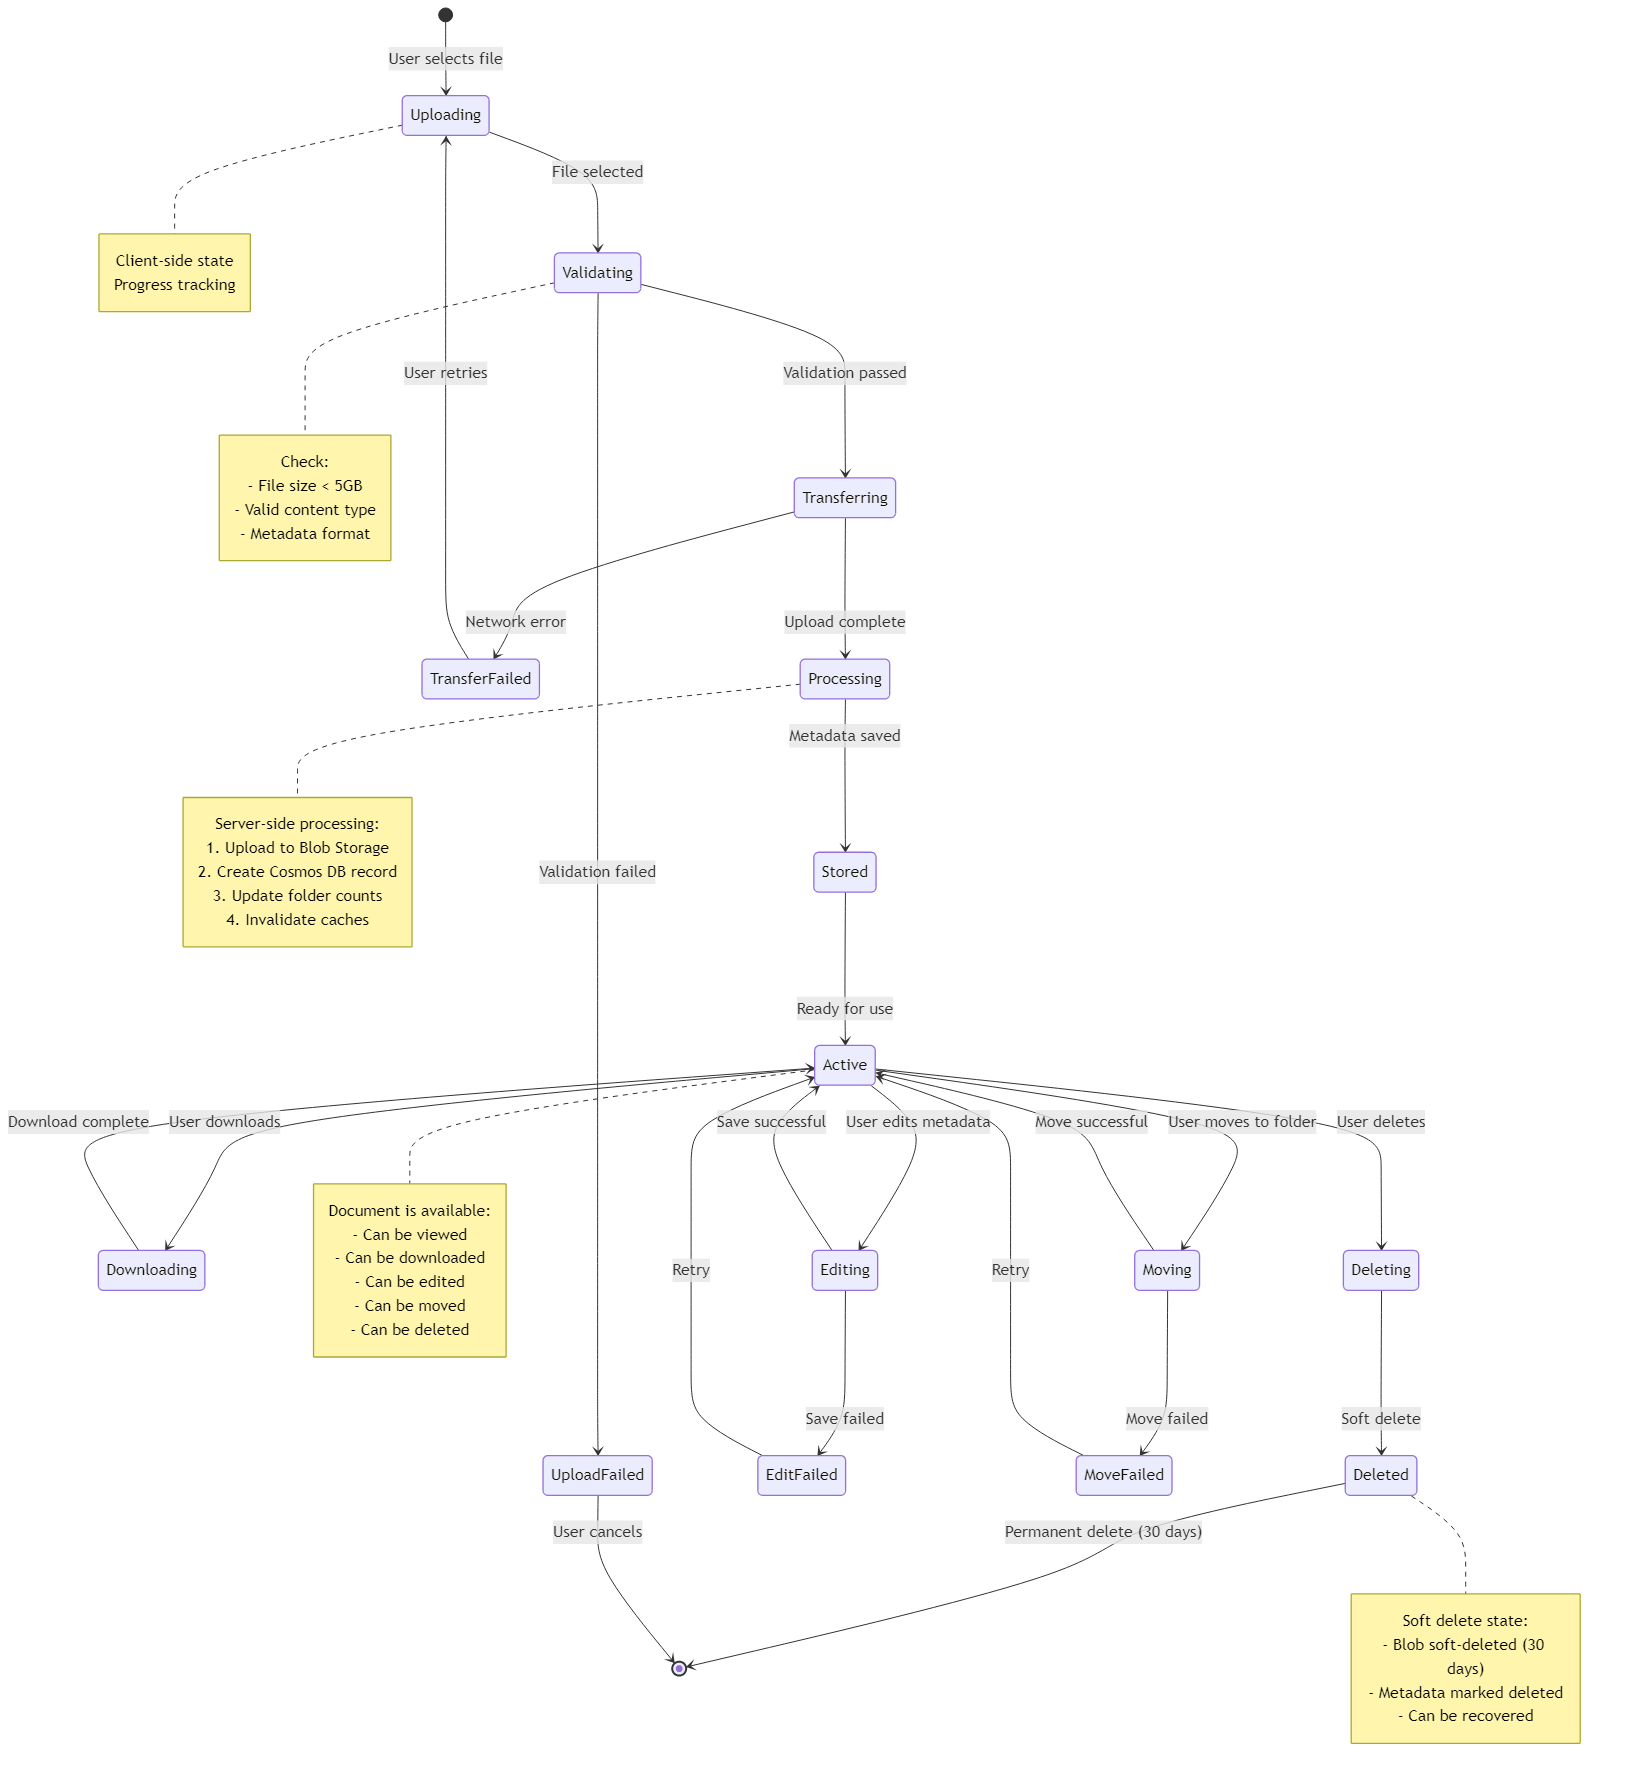 User selects file
Uploading
File selected
Client-side state
Progress tracking
Validating
User retries
Validation passed
Check:
- File size < 5GB
- Valid content type
- Metadata format
Transferring
Network error
Upload complete
TransferFailed
Processing
Metadata saved
Server-side processing:
1. Upload to Blob Storage
2. Create Cosmos DB record
3. Update folder counts
4. Invalidate caches
Validation failed
Stored
Ready for use
Active
Download complete
User downloads
Save successful
User edits metadata
Move successful
User moves to folder
User deletes
Document is available:
- Can be viewed
- Can be downloaded
- Can be edited
- Can be moved
- Can be deleted
Downloading
Retry
Editing
Retry
Moving
Deleting
Save failed
Move failed
Soft delete
UploadFailed
EditFailed
MoveFailed
Deleted
User cancels
Permanent delete (30 days)
Soft delete state:
- Blob soft-deleted (30
days)
- Metadata marked deleted
- Can be recovered